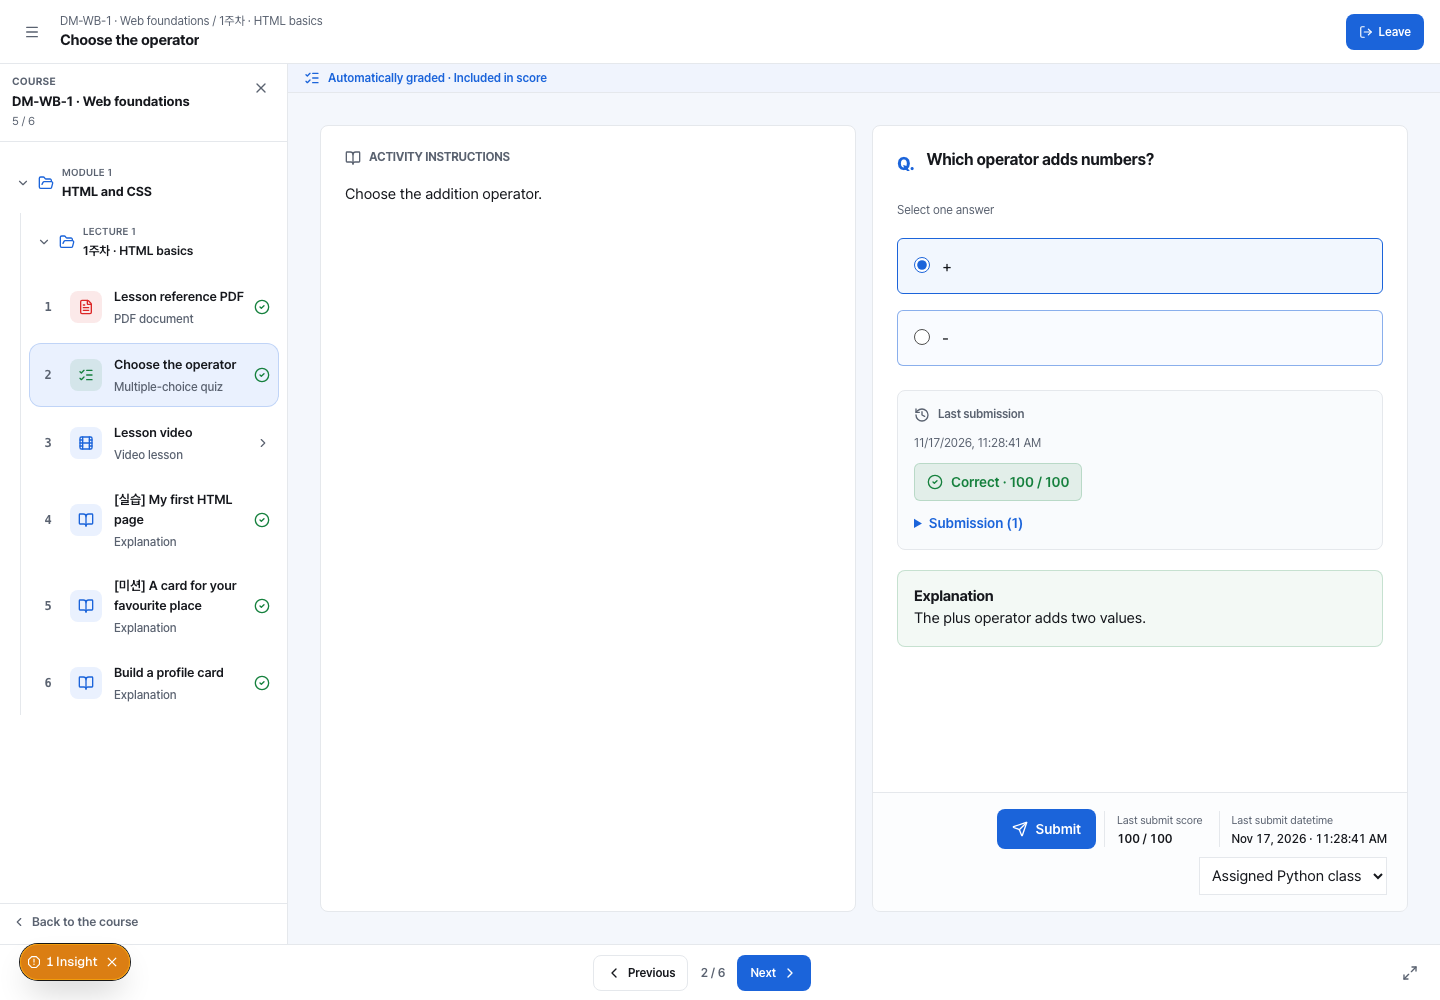 DM-WB-1 · Web foundations / 1주차 · HTML basics
Choose the operator
Leave
COURSE
DM-WB-1 · Web foundations
5 / 6
MODULE 1
HTML and CSS
LECTURE 1
1주차 · HTML basics
1
Lesson reference PDF
PDF document
2
Choose the operator
Multiple-choice quiz
3
Lesson video
Video lesson
4
[실습] My first HTML
page
Explanation
5
[미션] A card for your
favourite place
Explanation
6
Build a profile card
Explanation
Back to the course
1 Insight
Automatically graded · Included in score
ACTIVITY INSTRUCTIONS
Choose the addition operator.
Q.
Which operator adds numbers?
Select one answer
+
-
Last submission
11/17/2026, 11:28:41 AM
Correct · 100 / 100
Submission (1)
Explanation
The plus operator adds two values.
Submit
Last submit score
100 / 100
Last submit datetime
Nov 17, 2026 · 11:28:41 AM
Assigned Python class
Previous
2 / 6
Next